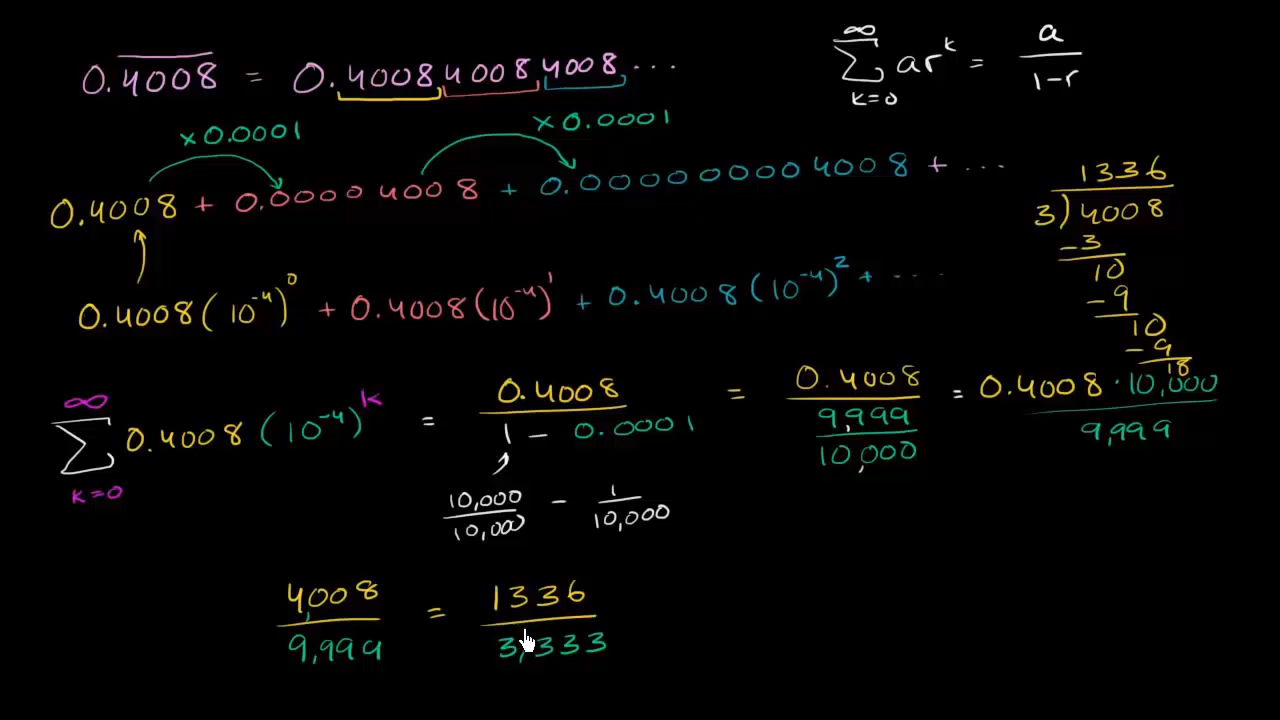 0.4008 = 0.400840084008...
∞
∑ ar^k = a/(1-r)
k=0
×0.0001 ×0.0001
0.4008 + 0.00004008 + 0.000000004008 + ...
0.4008(10^-4)^0 + 0.4008(10^-4)^1 + 0.4008(10^-4)^2 + ....
1336
3)4008
-3
10
-9
10
-9
18
∞
∑ 0.4008(10^-4)^k = 0.4008/(1 - 0.0001) = 0.4008/(9,999/10,000) = 0.4008·10,000/9,999
k=0
10,000/10,000 - 1/10,000
4,008/9,999 = 1336/3,333